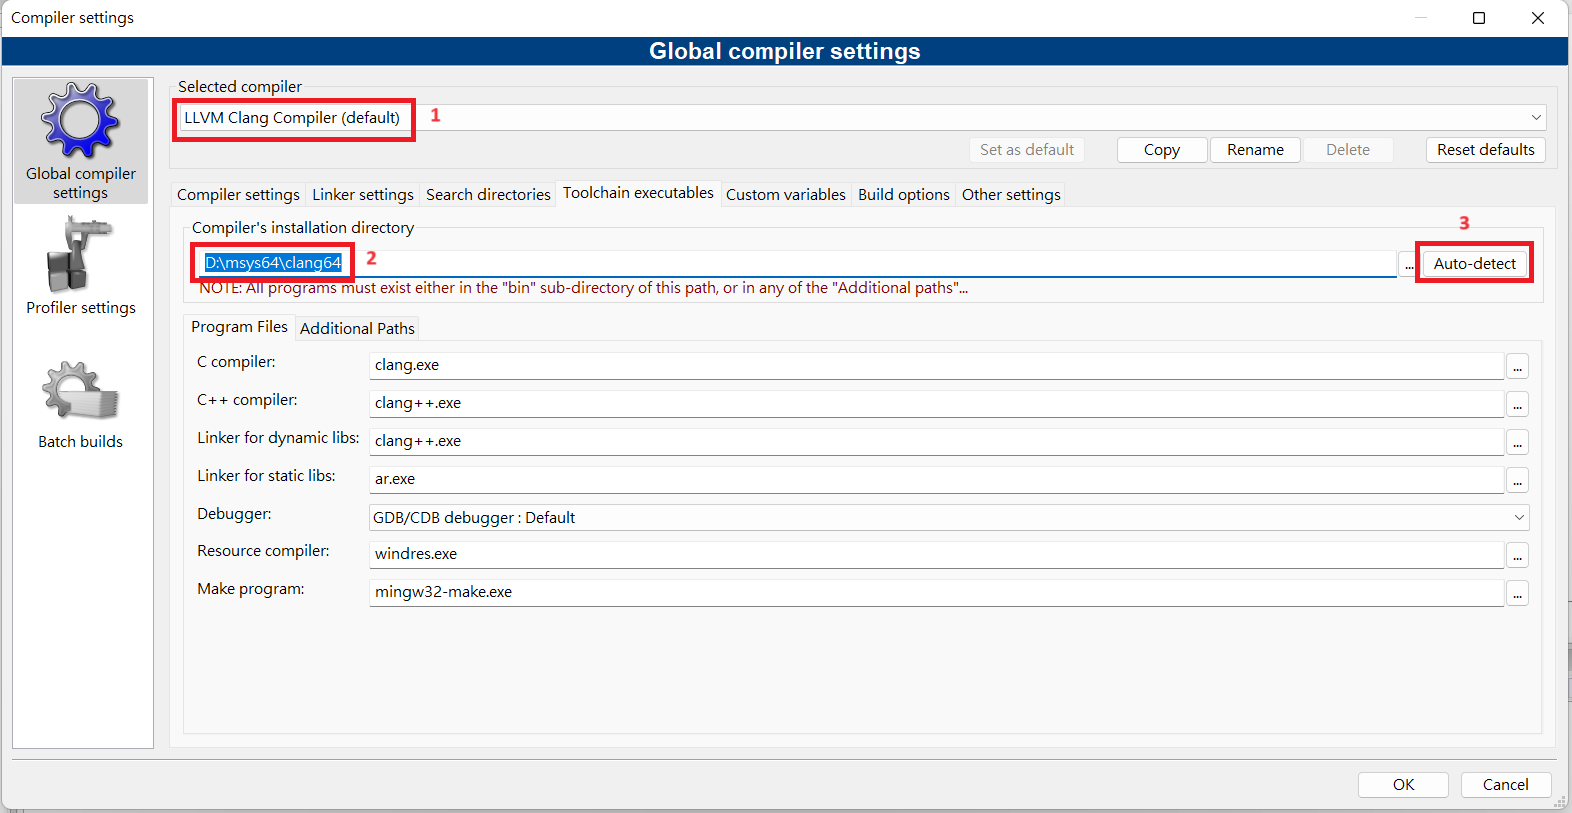 Compiler settings
Global compiler settings
Global compiler
settings
Profiler settings
Batch builds
Selected compiler
LLVM Clang Compiler (default)
1
Set as default
Copy
Rename
Delete
Reset defaults
Compiler settings
Linker settings
Search directories
Toolchain executables
Custom variables
Build options
Other settings
Compiler's installation directory
3
D:\msys64\clang64
2
...
Auto-detect
NOTE: All programs must exist either in the "bin" sub-directory of this path, or in any of the "Additional paths"...
Program Files
Additional Paths
C compiler:
clang.exe
...
C++ compiler:
clang++.exe
...
Linker for dynamic libs:
clang++.exe
...
Linker for static libs:
ar.exe
...
Debugger:
GDB/CDB debugger : Default
Resource compiler:
windres.exe
...
Make program:
mingw32-make.exe
...
OK
Cancel